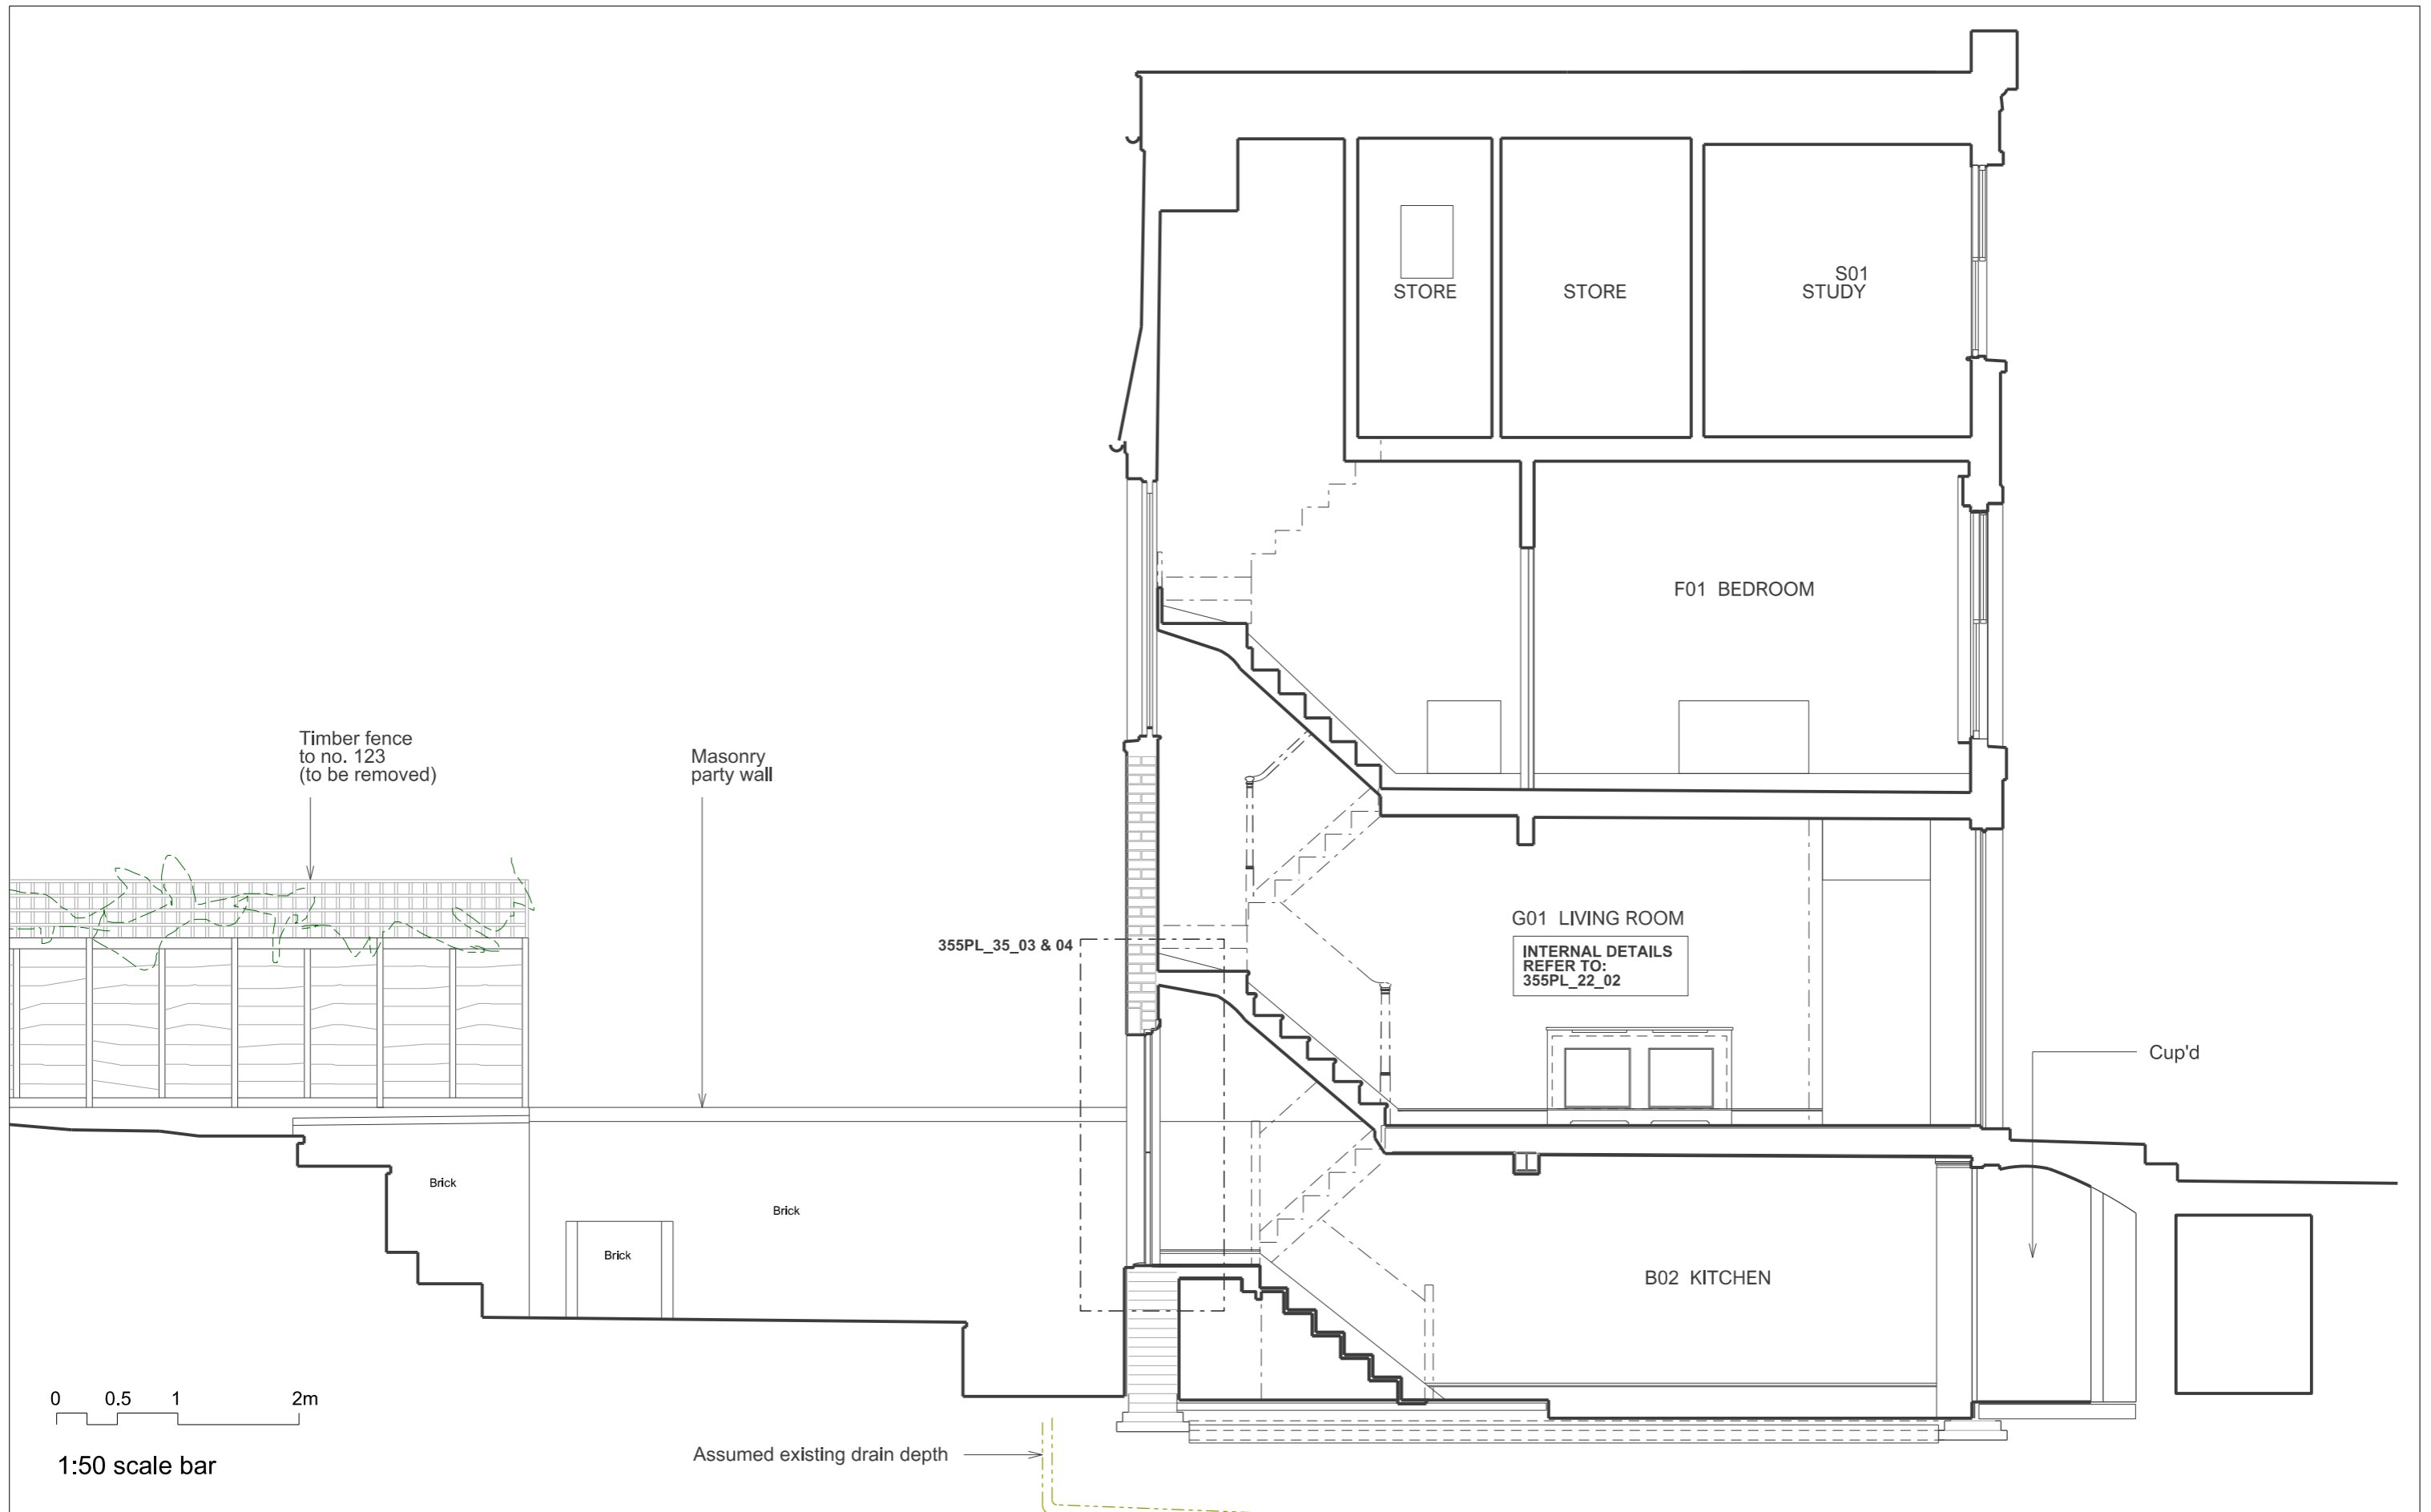 S01
STUDY
STORE
STORE
F01 BEDROOM
Timber fence
to no. 123
(to be removed)
Masonry
party wall
G01 LIVING ROOM
355PL_35_03 & 04
INTERNAL DETAILS
REFER TO:
355PL_22_02
Cup'd
Brick
Brick
Brick
B02 KITCHEN
0 0.5 1 2m
1:50 scale bar
Assumed existing drain depth